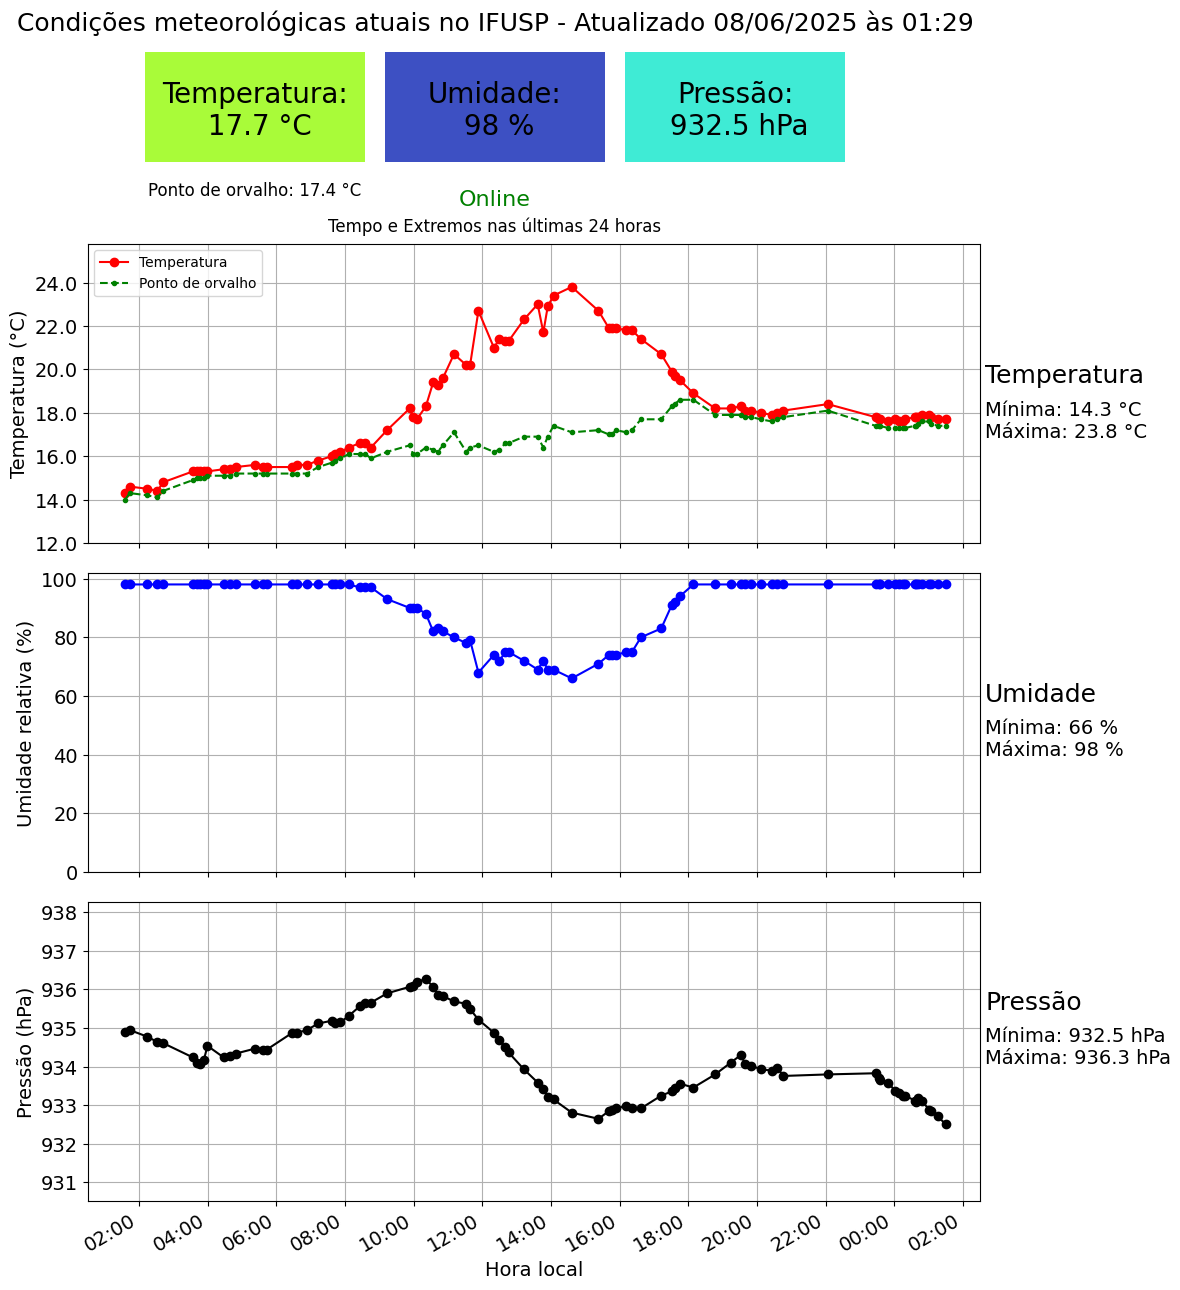 Condições meteorológicas atuais no IFUSP - Atualizado 08/06/2025 às 01:29
Temperatura:
17.7 °C
Umidade:
98 %
Pressão:
932.5 hPa
Ponto de orvalho: 17.4 °C
Online
Tempo e Extremos nas últimas 24 horas
Temperatura
Ponto de orvalho
Temperatura (°C)
24.0
22.0
20.0
18.0
16.0
14.0
12.0
Temperatura
Mínima: 14.3 °C
Máxima: 23.8 °C
Umidade relativa (%)
100
80
60
40
20
0
Umidade
Mínima: 66 %
Máxima: 98 %
Pressão (hPa)
938
937
936
935
934
933
932
931
Pressão
Mínima: 932.5 hPa
Máxima: 936.3 hPa
02:00 04:00 06:00 08:00 10:00 12:00 14:00 16:00 18:00 20:00 22:00 00:00 02:00
Hora local